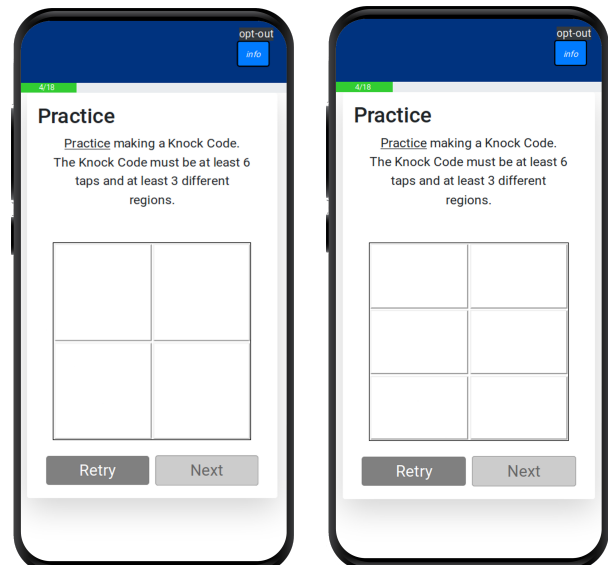 opt-out
info
4/18
Practice
Practice making a Knock Code.
The Knock Code must be at least 6
taps and at least 3 different
regions.
Retry
Next
opt-out
info
4/18
Practice
Practice making a Knock Code.
The Knock Code must be at least 6
taps and at least 3 different
regions.
Retry
Next